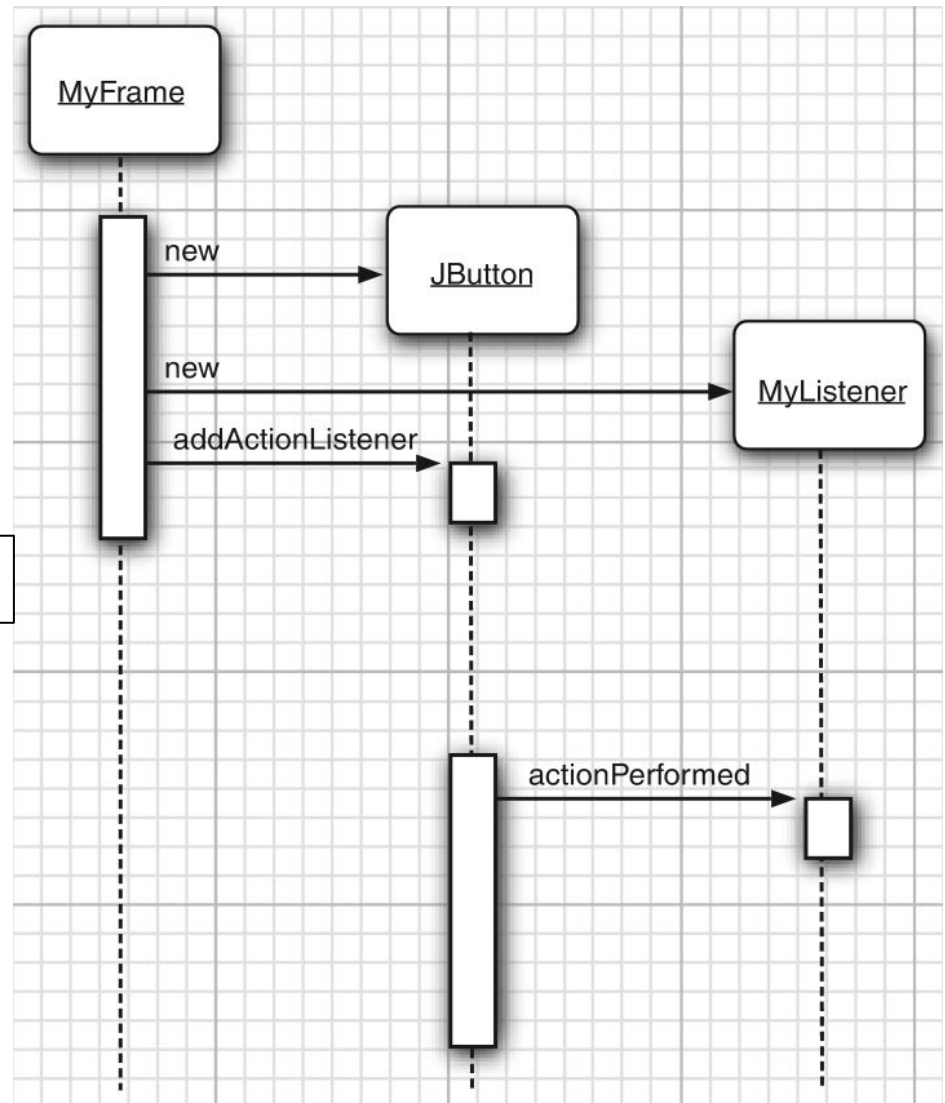 MyFrame
new
JButton
new
MyListener
addActionListener
actionPerformed